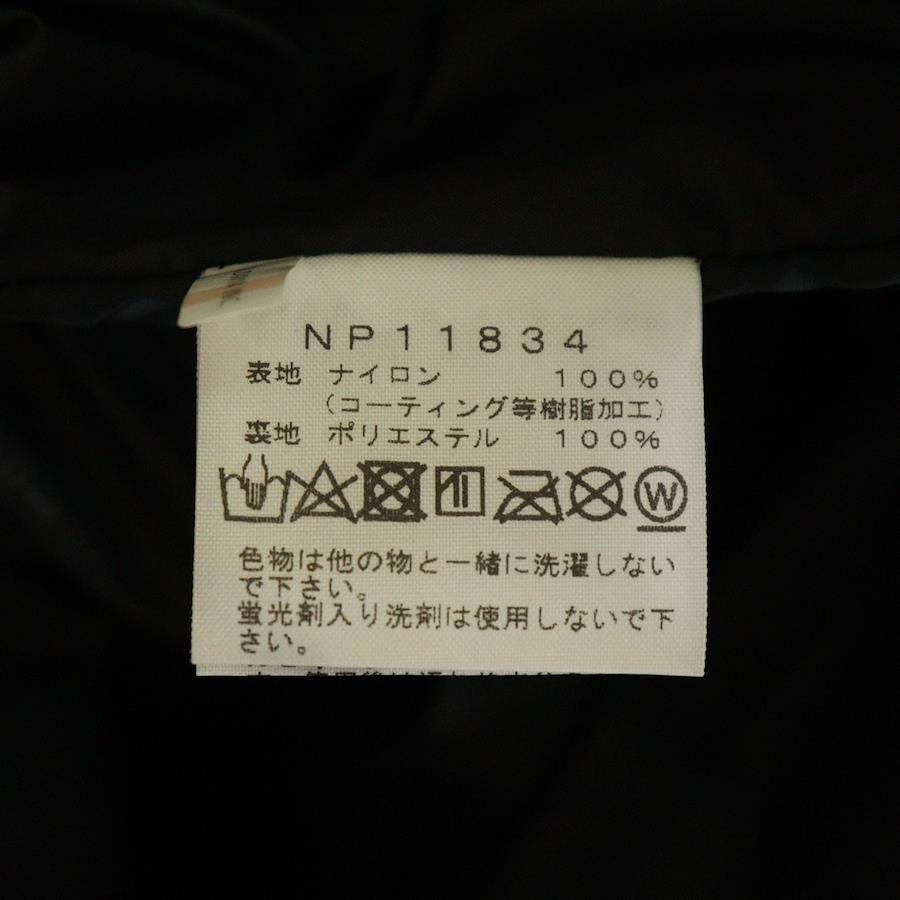 NP11834
表地 ナイロン 100%
(コーティング等樹脂加工)
裏地 ポリエステル 100%
W
色物は他の物と一緒に洗濯しない
で下さい。
蛍光剤入り洗剤は使用しないで下
さい。